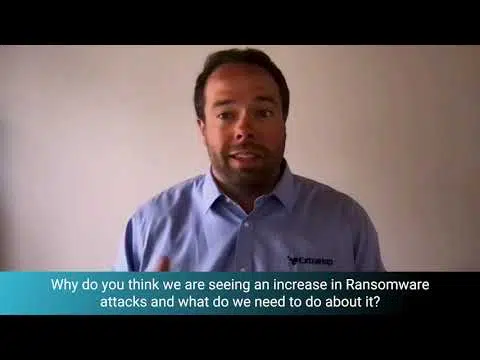 ExtraHop
Why do you think we are seeing an increase in Ransomware
attacks and what do we need to do about it?